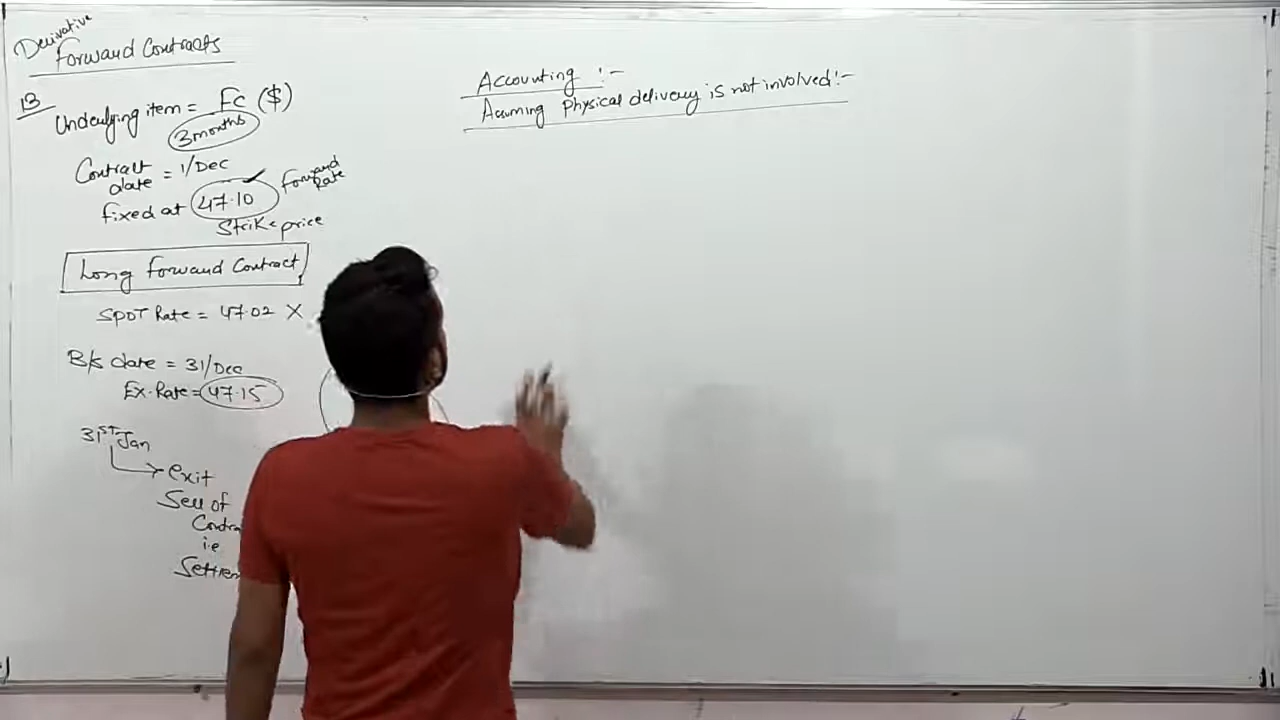 Derivative
Forward Contracts
13
Underlying item = FC ($)
3 months
Contract date = 1/Dec
fixed at 47.10 forward Rate
Strike price
Long forward Contract
SPOT Rate = 47.02 X
B/s date = 31/Dec
Ex. Rate = 47.15
31ST Jan
exit
Sell of
Contra
i.e
Settlem
Accounting :-
Assuming Physical delivery is not involved :-